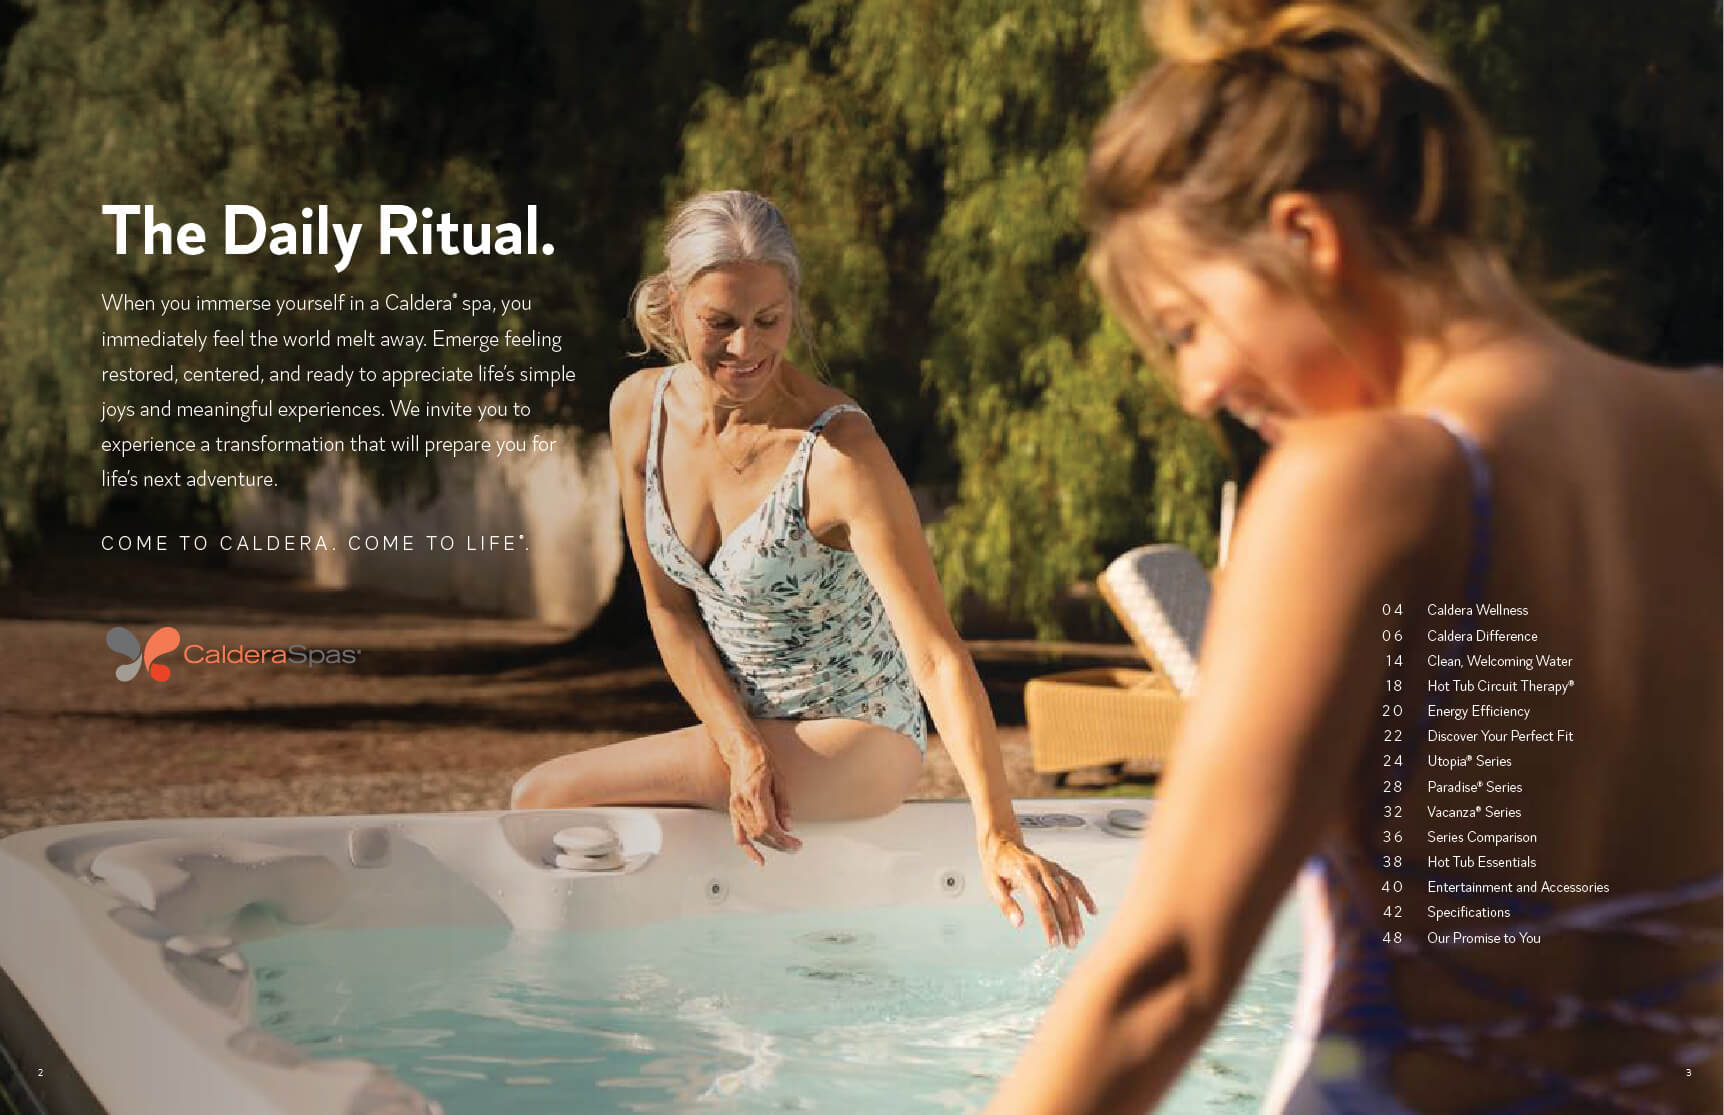 The Daily Ritual.
When you immerse yourself in a Caldera® spa, you
immediately feel the world melt away. Emerge feeling
restored, centered, and ready to appreciate life’s simple
joys and meaningful experiences. We invite you to
experience a transformation that will prepare you for
life’s next adventure.
COME TO CALDERA. COME TO LIFE®.
CalderaSpas®
04 Caldera Wellness
06 Caldera Difference
14 Clean, Welcoming Water
18 Hot Tub Circuit Therapy®
20 Energy Efficiency
22 Discover Your Perfect Fit
24 Utopia® Series
28 Paradise® Series
32 Vacanza® Series
36 Series Comparison
38 Hot Tub Essentials
40 Entertainment and Accessories
42 Specifications
48 Our Promise to You
2
3